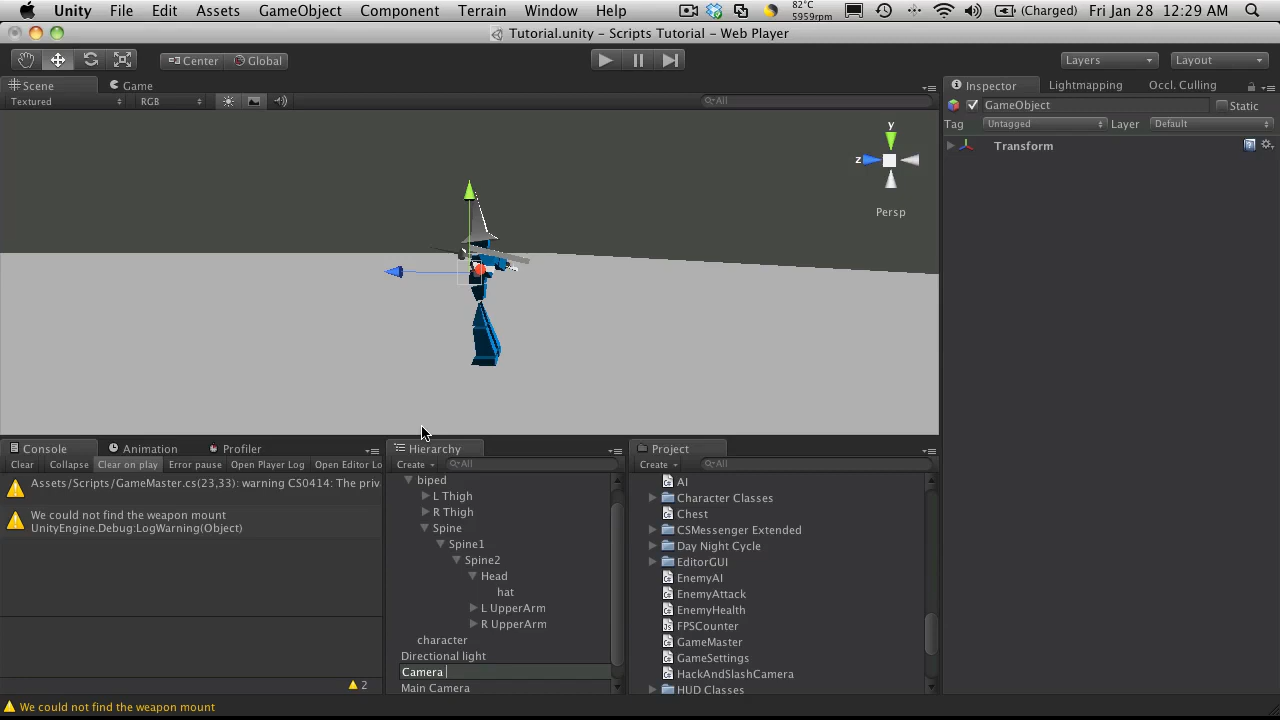 Unity File Edit Assets GameObject Component Terrain Window Help 82°C 5959rpm (Charged) Fri Jan 28 12:29 AM
Tutorial.unity - Scripts Tutorial - Web Player
Center Global Layers Layout
Scene Game Inspector Lightmapping Occl. Culling
Textured RGB All
GameObject Static
Tag Untagged Layer Default
y
Transform
z
Persp
Console Animation Profiler Hierarchy Project
Clear Collapse Clear on play Error pause Open Player Log Open Editor Lo Create All Create All
Assets/Scripts/GameMaster.cs(23,33): warning CS0414: The priv
We could not find the weapon mount
UnityEngine.Debug:LogWarning(Object)
2
biped
L Thigh
R Thigh
Spine
Spine1
Spine2
Head
hat
L UpperArm
R UpperArm
character
Directional light
Camera
Main Camera
AI
Character Classes
Chest
CSMessenger Extended
Day Night Cycle
EditorGUI
EnemyAI
EnemyAttack
EnemyHealth
FPSCounter
GameMaster
GameSettings
HackAndSlashCamera
HUD Classes
We could not find the weapon mount